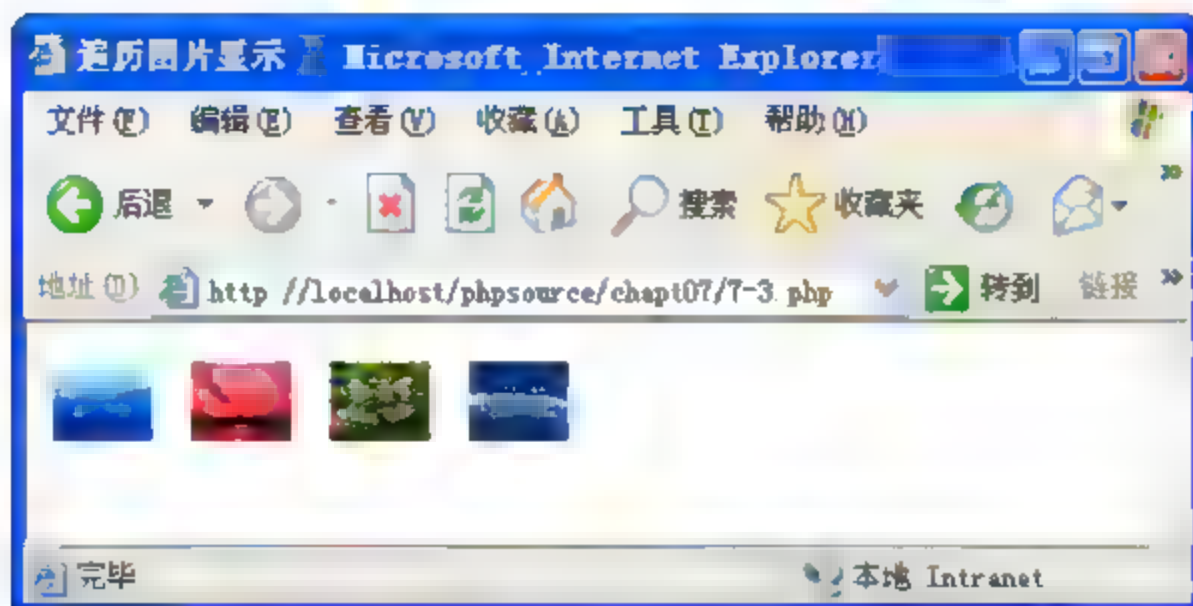 遍历图片显示 Microsoft Internet Explorer
文件(F) 编辑(E) 查看(V) 收藏(A) 工具(T) 帮助(H)
后退 搜索 收藏夹 »
地址(D) http //localhost/phpsource/chapt07/7-3.php 转到 链接 »
完毕 本地 Intranet